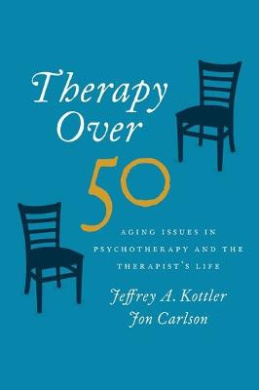 Therapy
Over
50
AGING ISSUES IN
PSYCHOTHERAPY AND THE
THERAPIST'S LIFE
Jeffrey A. Kottler
Jon Carlson